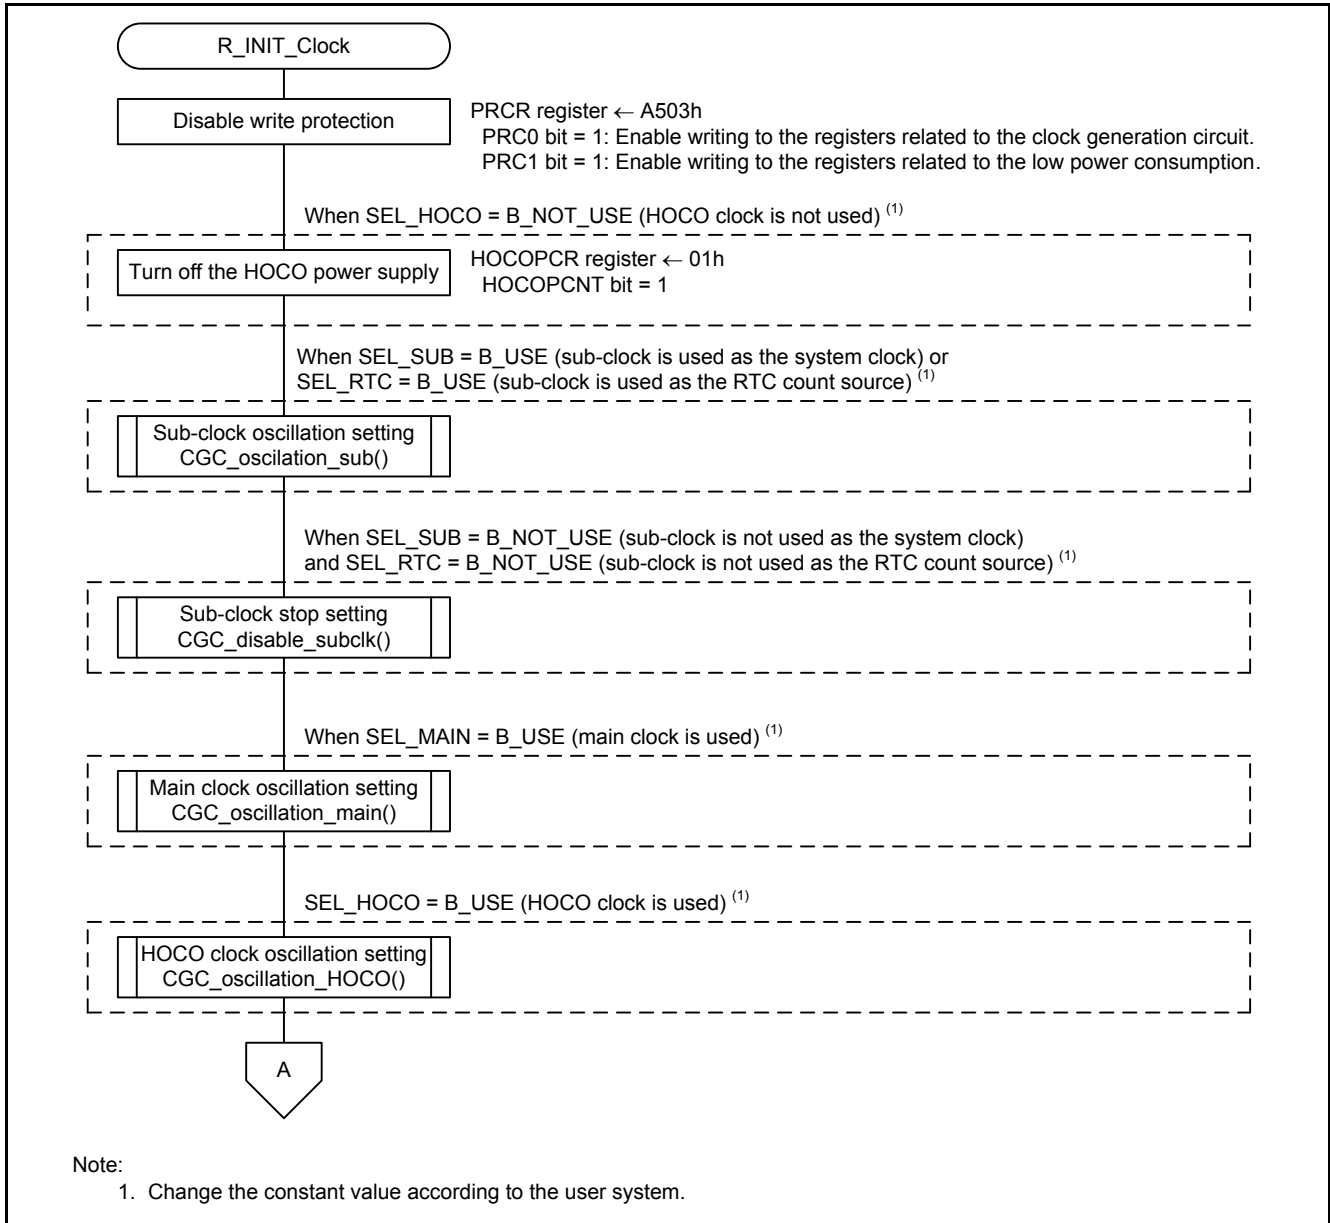 R_INIT_Clock
Disable write protection
PRCR register ← A503h
PRC0 bit = 1: Enable writing to the registers related to the clock generation circuit.
PRC1 bit = 1: Enable writing to the registers related to the low power consumption.
When SEL_HOCO = B_NOT_USE (HOCO clock is not used) (1)
Turn off the HOCO power supply
HOCOPCR register ← 01h
HOCOPCNT bit = 1
When SEL_SUB = B_USE (sub-clock is used as the system clock) or
SEL_RTC = B_USE (sub-clock is used as the RTC count source) (1)
Sub-clock oscillation setting
CGC_oscilation_sub()
When SEL_SUB = B_NOT_USE (sub-clock is not used as the system clock)
and SEL_RTC = B_NOT_USE (sub-clock is not used as the RTC count source) (1)
Sub-clock stop setting
CGC_disable_subclk()
When SEL_MAIN = B_USE (main clock is used) (1)
Main clock oscillation setting
CGC_oscillation_main()
SEL_HOCO = B_USE (HOCO clock is used) (1)
HOCO clock oscillation setting
CGC_oscillation_HOCO()
A
Note:
1. Change the constant value according to the user system.